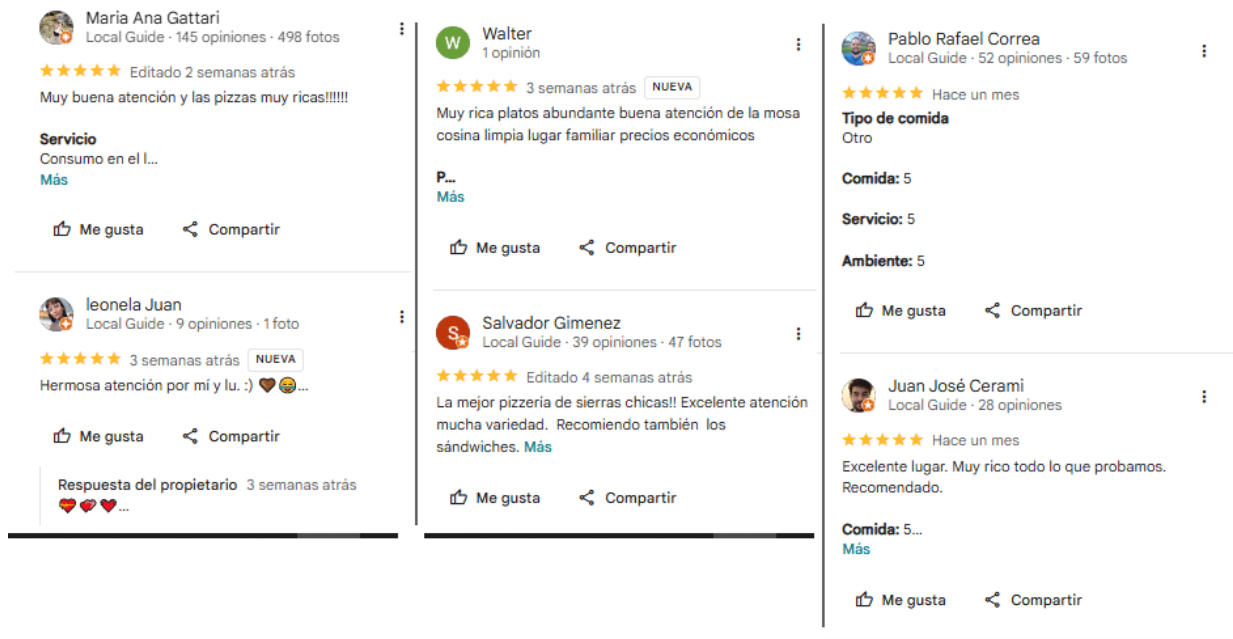 Maria Ana Gattari
Local Guide · 145 opiniones · 498 fotos
Editado 2 semanas atrás
Muy buena atención y las pizzas muy ricas!!!!!!
Servicio
Consumo en el l...
Más
Me gusta
Compartir
leonela Juan
Local Guide · 9 opiniones · 1 foto
3 semanas atrás NUEVA
Hermosa atención por mí y lu. :) 🤎😂...
Me gusta
Compartir
Respuesta del propietario 3 semanas atrás
...
W
Walter
1 opinión
3 semanas atrás NUEVA
Muy rica platos abundante buena atención de la mosa
cosina limpia lugar familiar precios económicos
P...
Más
Me gusta
Compartir
S
Salvador Gimenez
Local Guide · 39 opiniones · 47 fotos
Editado 4 semanas atrás
La mejor pizzería de sierras chicas!! Excelente atención
mucha variedad. Recomiendo también los
sándwiches. Más
Me gusta
Compartir
Pablo Rafael Correa
Local Guide · 52 opiniones · 59 fotos
Hace un mes
Tipo de comida
Otro
Comida: 5
Servicio: 5
Ambiente: 5
Me gusta
Compartir
Juan José Cerami
Local Guide · 28 opiniones
Hace un mes
Excelente lugar. Muy rico todo lo que probamos.
Recomendado.
Comida: 5...
Más
Me gusta
Compartir